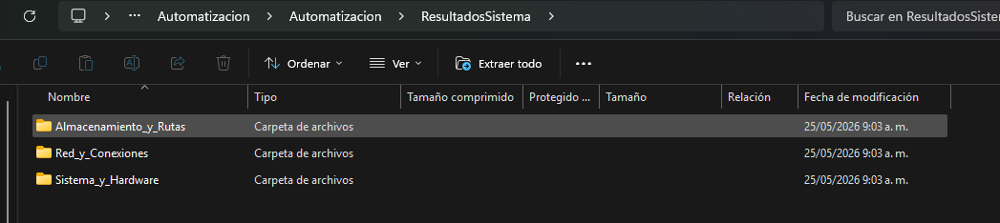 ··· Automatizacion > Automatizacion > ResultadosSistema > Buscar en ResultadosSistem
Ordenar Ver Extraer todo ···
Nombre Tipo Tamaño comprimido Protegido ... Tamaño Relación Fecha de modificación
Almacenamiento_y_Rutas Carpeta de archivos 25/05/2026 9:03 a. m.
Red_y_Conexiones Carpeta de archivos 25/05/2026 9:03 a. m.
Sistema_y_Hardware Carpeta de archivos 25/05/2026 9:03 a. m.